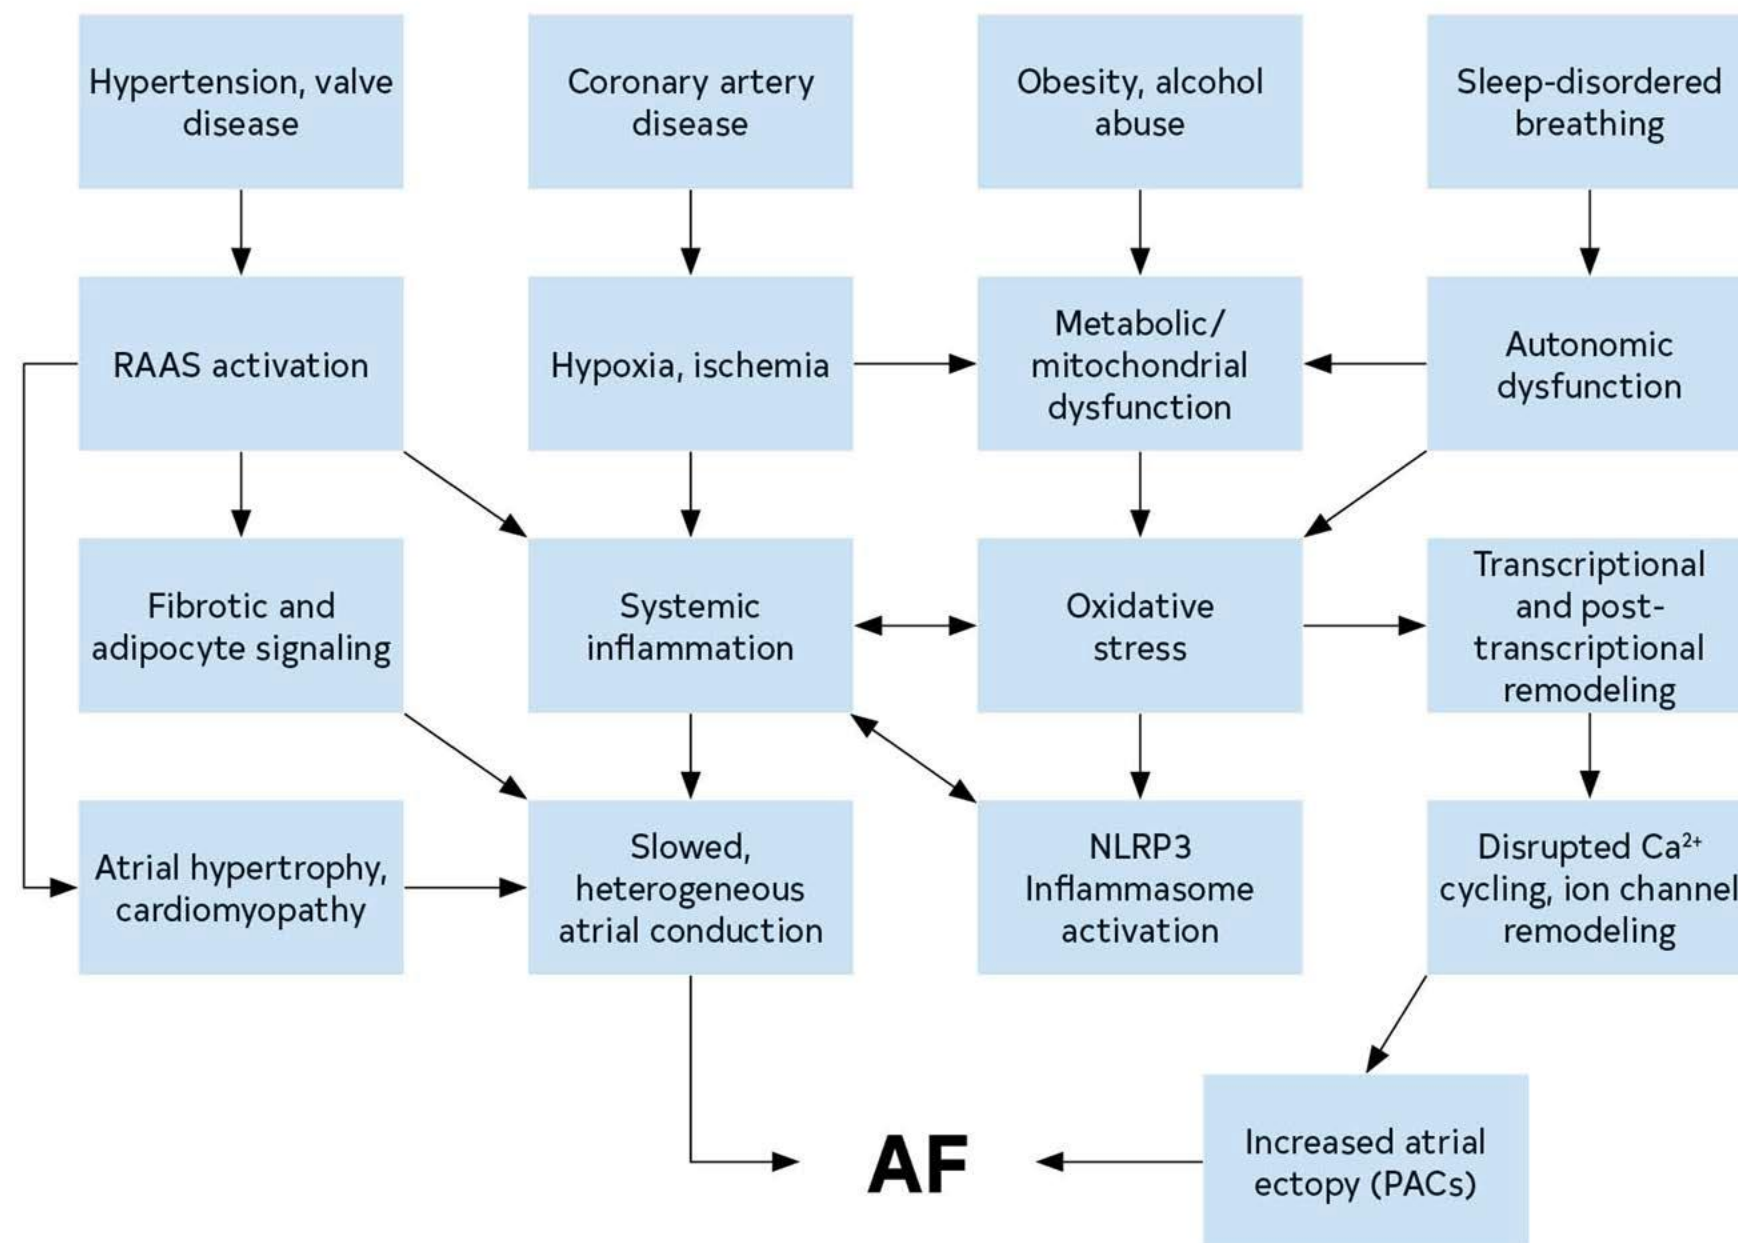 Hypertension, valve
disease
Coronary artery
disease
Obesity, alcohol
abuse
Sleep-disordered
breathing
RAAS activation
Hypoxia, ischemia
Metabolic/
mitochondrial
dysfunction
Autonomic
dysfunction
Fibrotic and
adipocyte signaling
Systemic
inflammation
Oxidative
stress
Transcriptional
and post-
transcriptional
remodeling
Atrial hypertrophy,
cardiomyopathy
Slowed,
heterogeneous
atrial conduction
NLRP3
Inflammasome
activation
Disrupted Ca²⁺
cycling, ion channel
remodeling
AF
Increased atrial
ectopy (PACs)